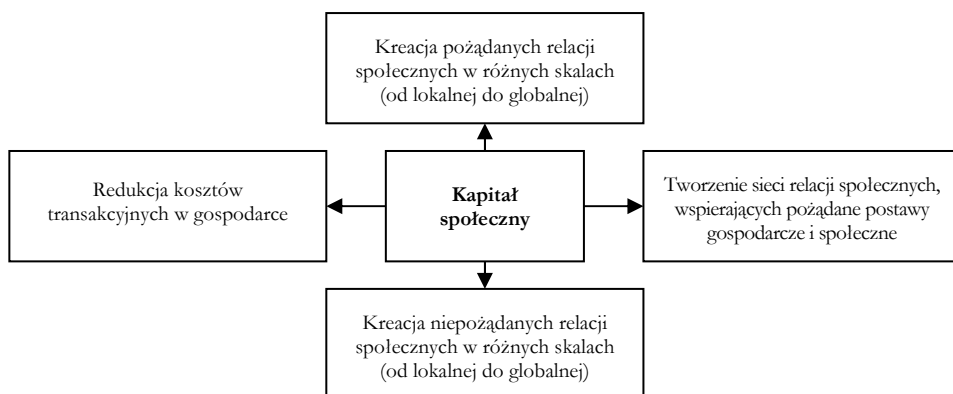 Kreacja pożądanych relacji
społecznych w różnych skalach
(od lokalnej do globalnej)
Redukcja kosztów
transakcyjnych w gospodarce
Kapitał
społeczny
Tworzenie sieci relacji społecznych,
wspierających pożądane postawy
gospodarcze i społeczne
Kreacja niepożądanych relacji
społecznych w różnych skalach
(od lokalnej do globalnej)